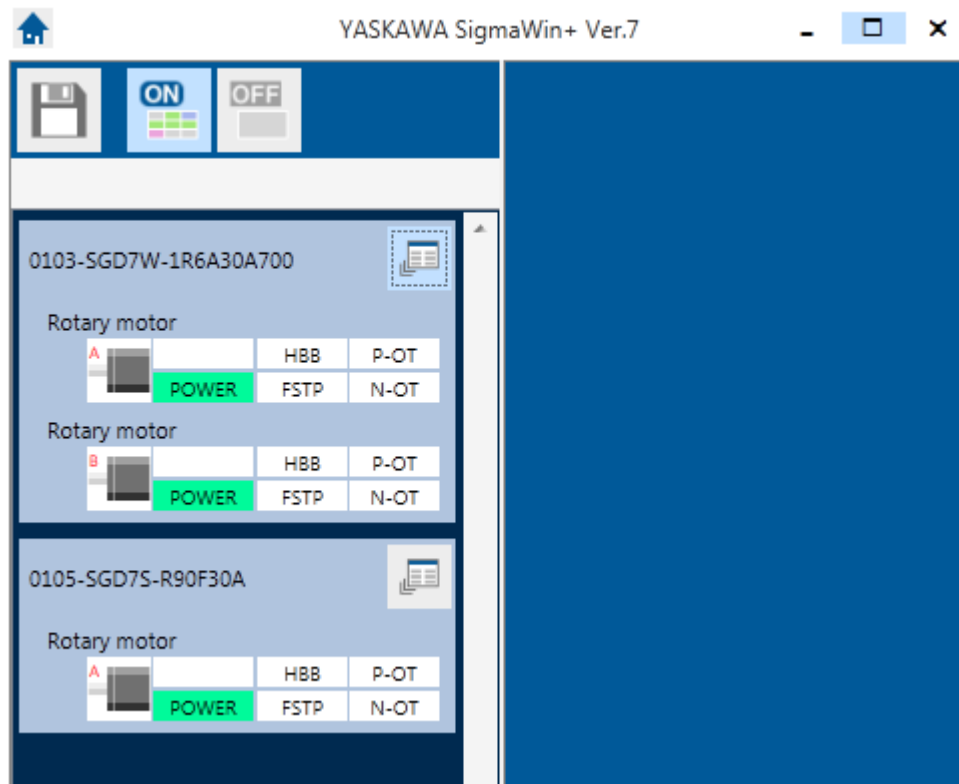 YASKAWA SigmaWin+ Ver.7
ON OFF
0103-SGD7W-1R6A30A700
Rotary motor
A HBB P-OT
POWER FSTP N-OT
Rotary motor
B HBB P-OT
POWER FSTP N-OT
0105-SGD7S-R90F30A
Rotary motor
A HBB P-OT
POWER FSTP N-OT